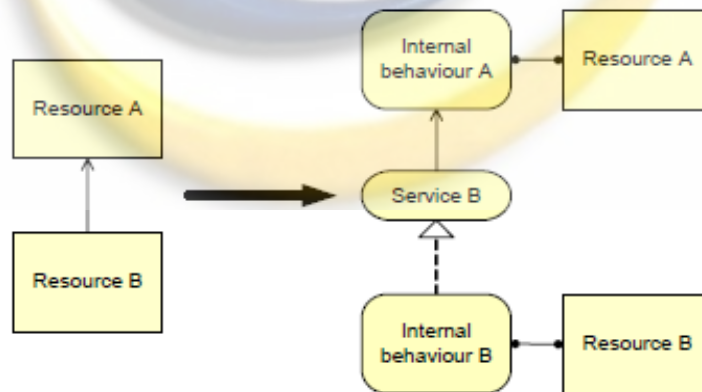 Resource A
Resource B
Internal
behaviour A
Resource A
Service B
Internal
behaviour B
Resource B